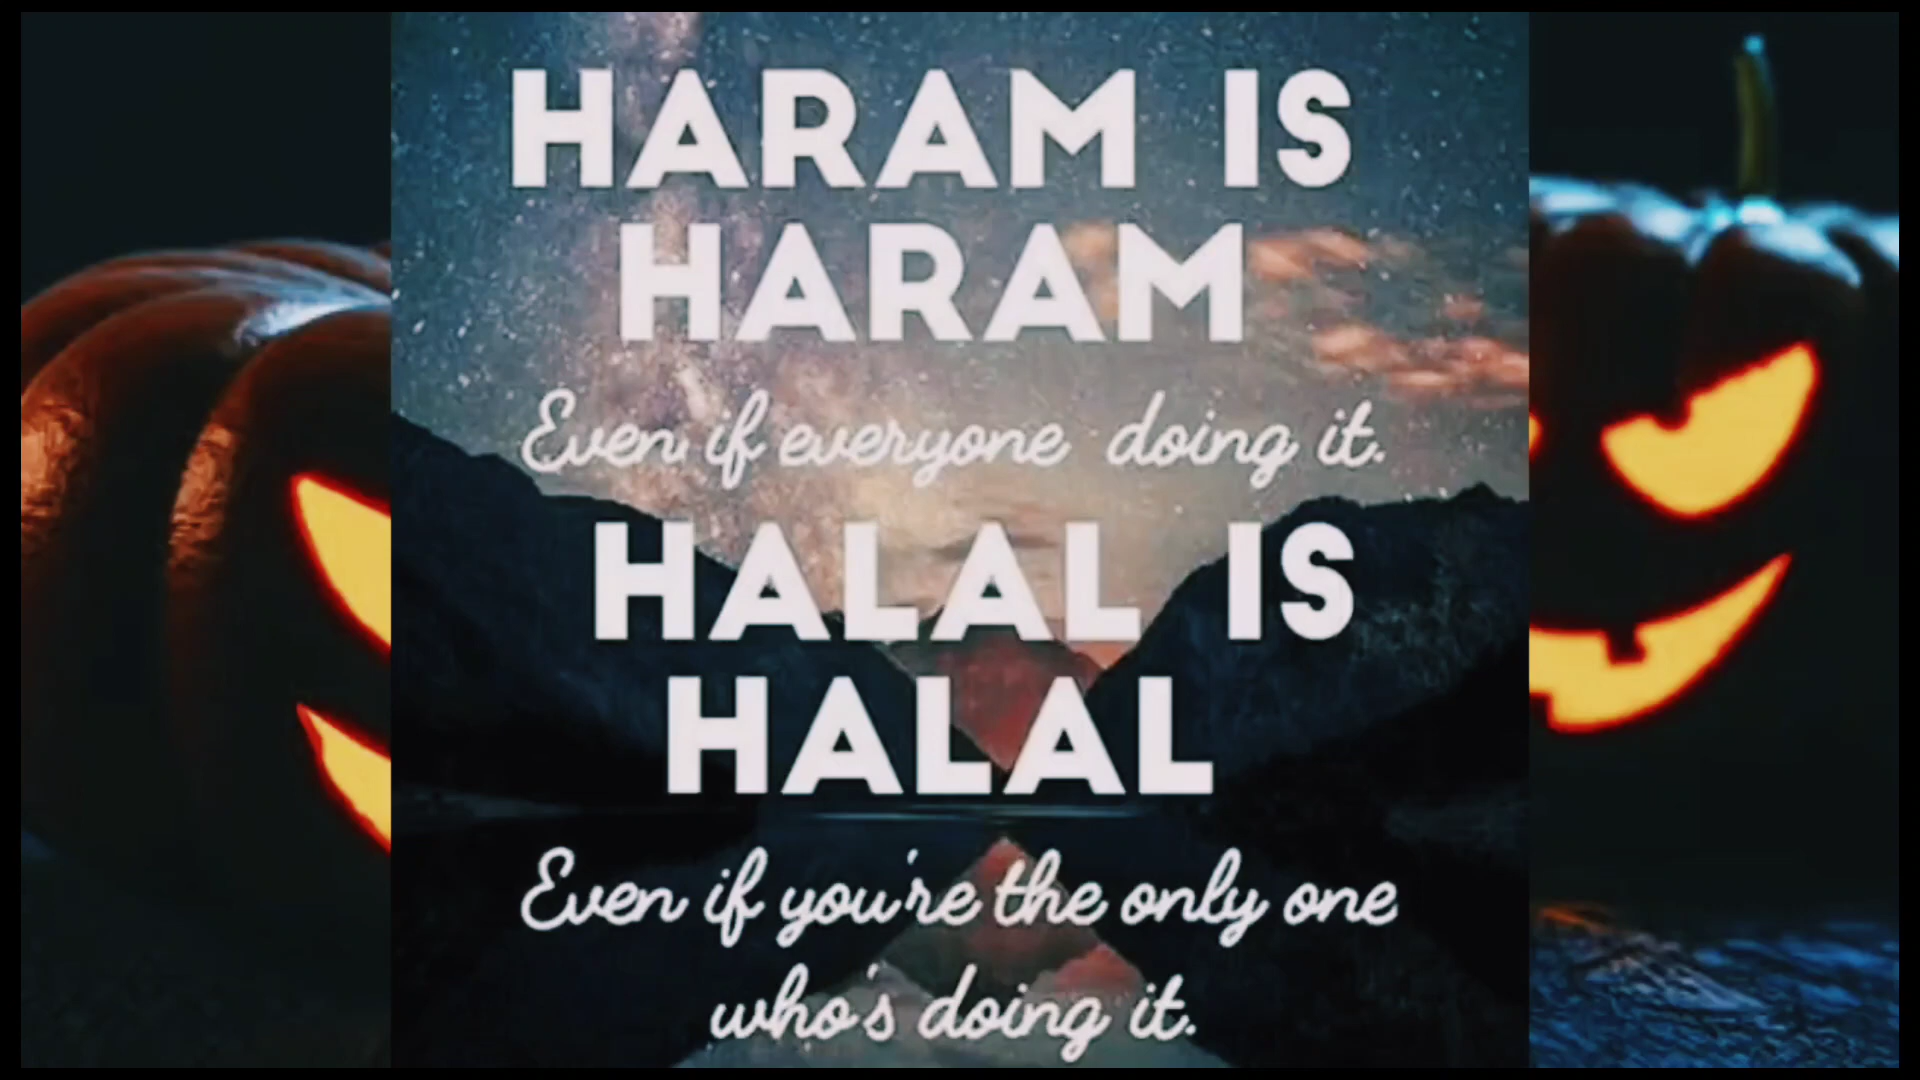 HARAM IS
HARAM
Even if everyone doing it.
HALAL IS
HALAL
Even if you're the only one
who's doing it.